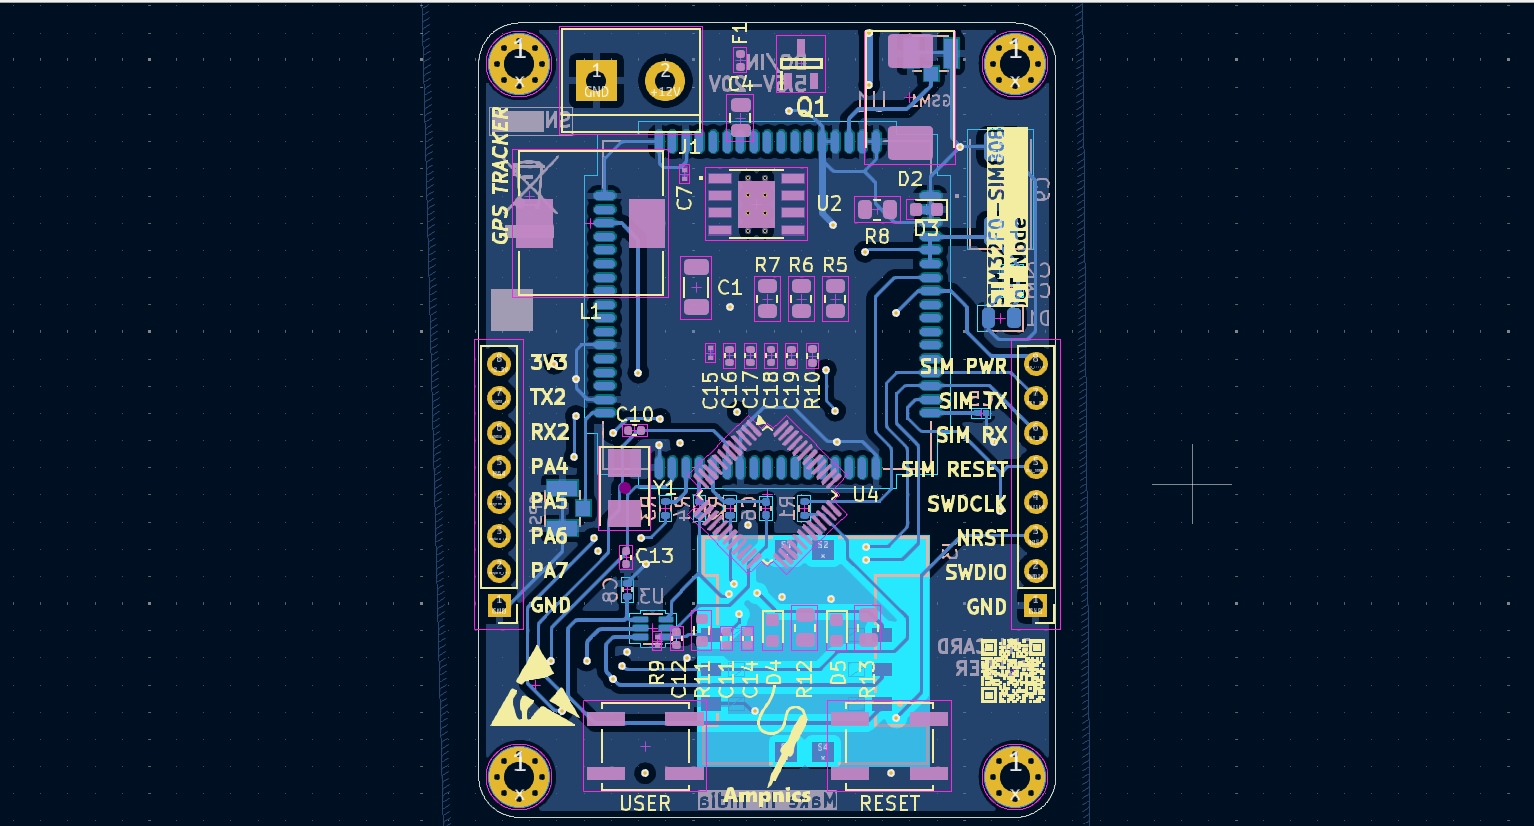 F1
1
x
1
GND
2
+12V
C4
Q1
1
x
GPS TRACKER
J1
D2
C7
U2
R8
D3
STM32F0-SIM808
IoT Node
R7 R6 R5
C1
L1
C15
C16
C17
C18
C19
R10
3V3
TX2
RX2
PA4
PA5
PA6
PA7
GND
C10
Y1
C13
U4
SIM PWR
SIM TX
SIM RX
SIM RESET
SWDCLK
NRST
SWDIO
GND
S2
R9
C12
R11
C11
C14
D4
R12
D5
R13
S4
1
x
USER
Ampnics
RESET
1
x